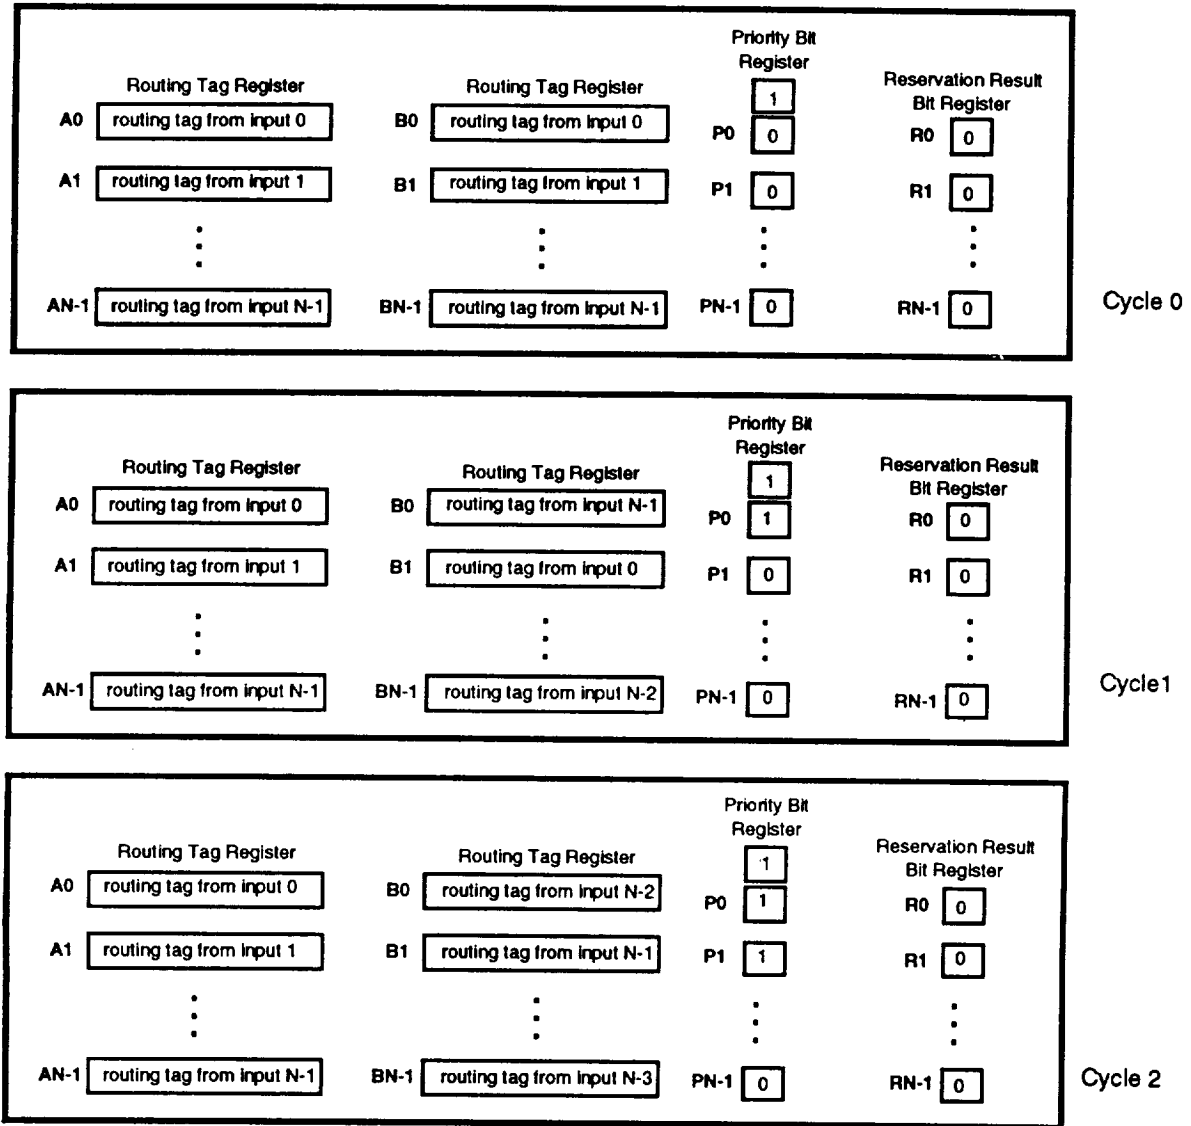 Priority Bit
Register
Routing Tag Register Routing Tag Register 1 Reservation Result
Bit Register
A0 routing tag from input 0 B0 routing tag from input 0 P0 0 R0 0
A1 routing tag from input 1 B1 routing tag from input 1 P1 0 R1 0
AN-1 routing tag from input N-1 BN-1 routing tag from input N-1 PN-1 0 RN-1 0
Cycle 0
Priority Bit
Register
Routing Tag Register Routing Tag Register 1 Reservation Result
Bit Register
A0 routing tag from input 0 B0 routing tag from input N-1 P0 1 R0 0
A1 routing tag from input 1 B1 routing tag from input 0 P1 0 R1 0
AN-1 routing tag from input N-1 BN-1 routing tag from input N-2 PN-1 0 RN-1 0
Cycle1
Priority Bit
Register
Routing Tag Register Routing Tag Register 1 Reservation Result
Bit Register
A0 routing tag from input 0 B0 routing tag from input N-2 P0 1 R0 0
A1 routing tag from input 1 B1 routing tag from input N-1 P1 1 R1 0
AN-1 routing tag from input N-1 BN-1 routing tag from input N-3 PN-1 0 RN-1 0
Cycle 2